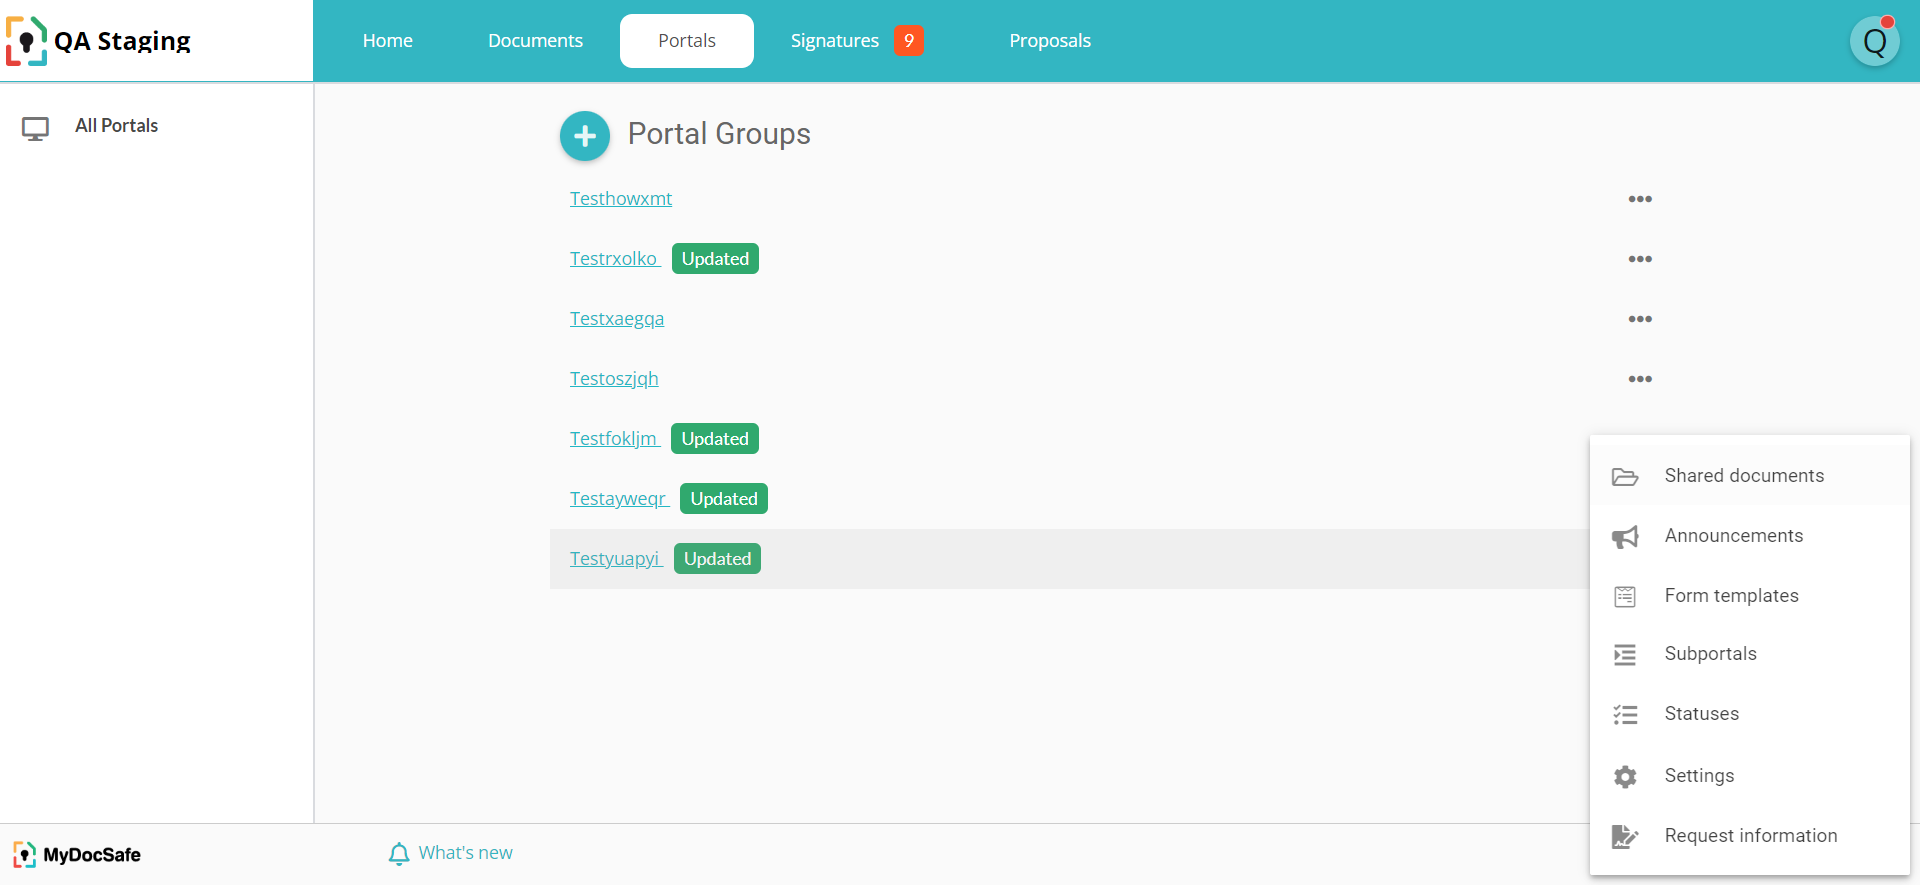 QA Staging
Home Documents Portals Signatures 9 Proposals
Q
All Portals
Portal Groups
Testhowxmt
Testrxolko Updated
Testxaegqa
Testoszjqh
Testfokljm Updated
Testayweqr Updated
Testyuapyi Updated
Shared documents
Announcements
Form templates
Subportals
Statuses
Settings
Request information
MyDocSafe
What's new